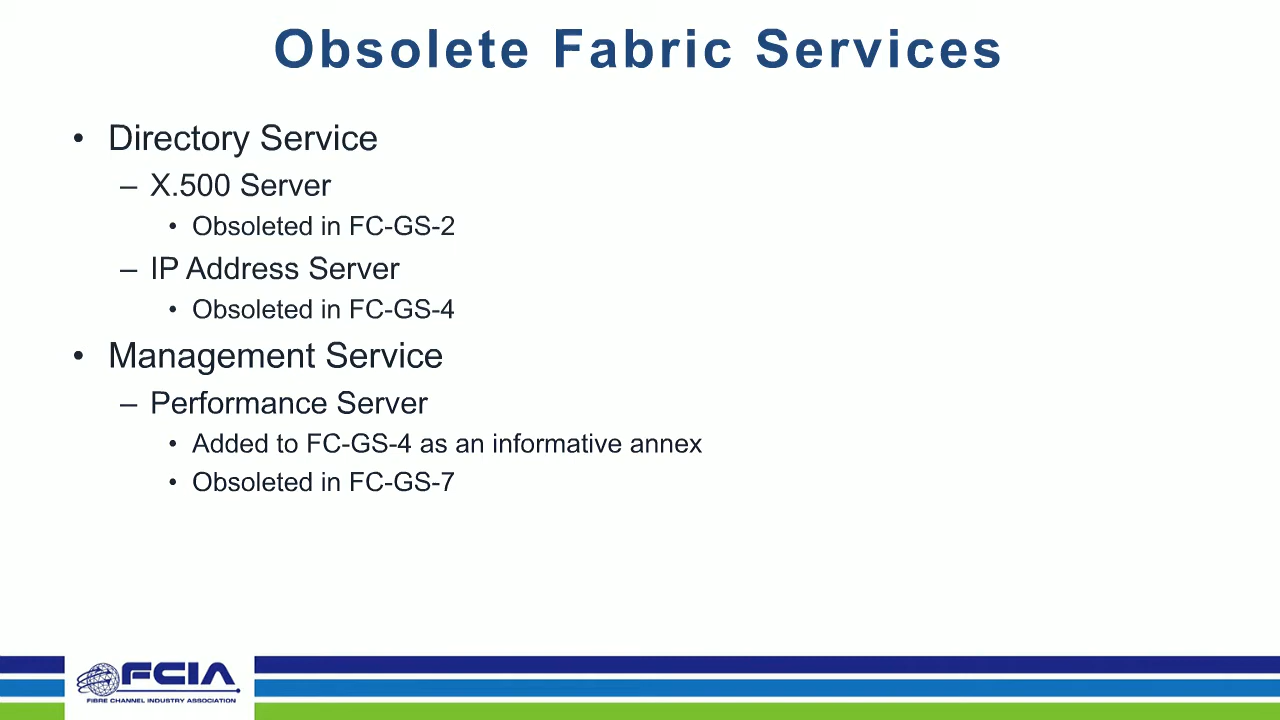 Obsolete Fabric Services
• Directory Service
– X.500 Server
• Obsoleted in FC-GS-2
– IP Address Server
• Obsoleted in FC-GS-4
• Management Service
– Performance Server
• Added to FC-GS-4 as an informative annex
• Obsoleted in FC-GS-7
FCIA
FIBRE CHANNEL INDUSTRY ASSOCIATION